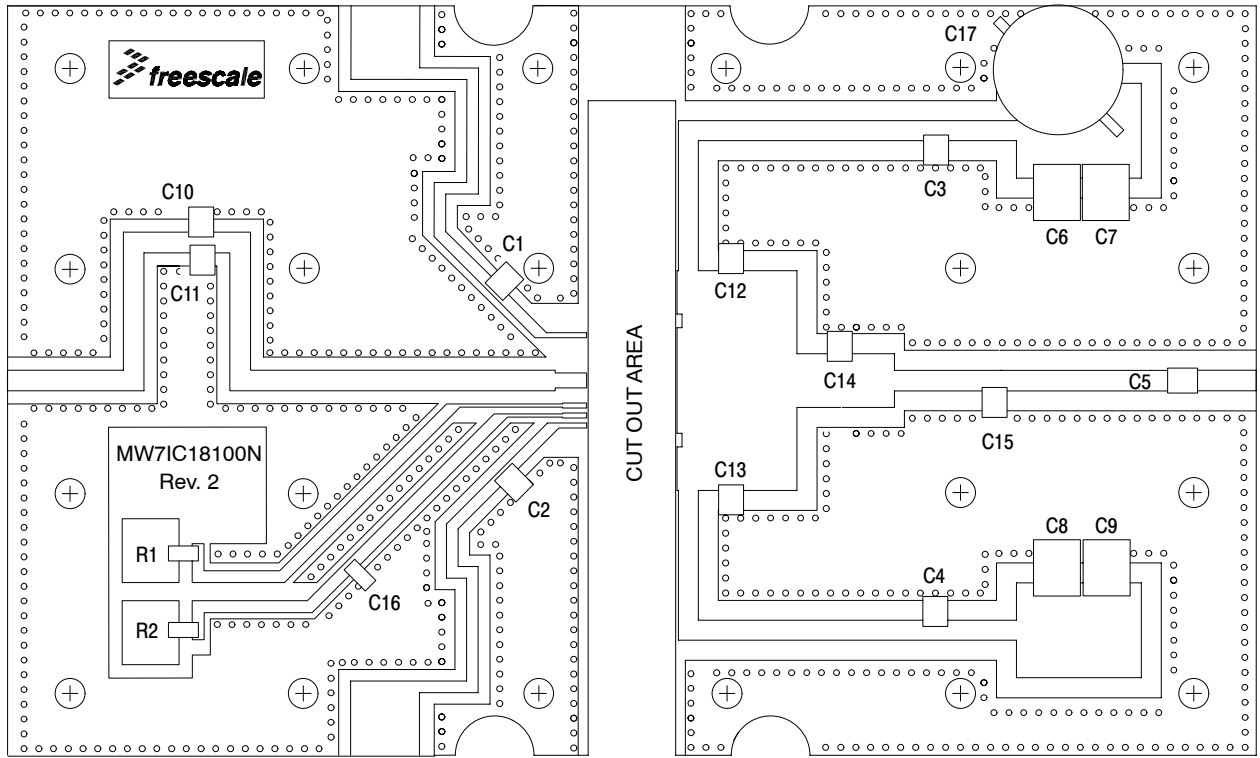 freescale
C17
C3
C10
C6 C7
C1
C11
C12
C14
C5
C15
CUT OUT AREA
MW7IC18100N
Rev. 2
C13
C2
C8 C9
R1
C4
C16
R2